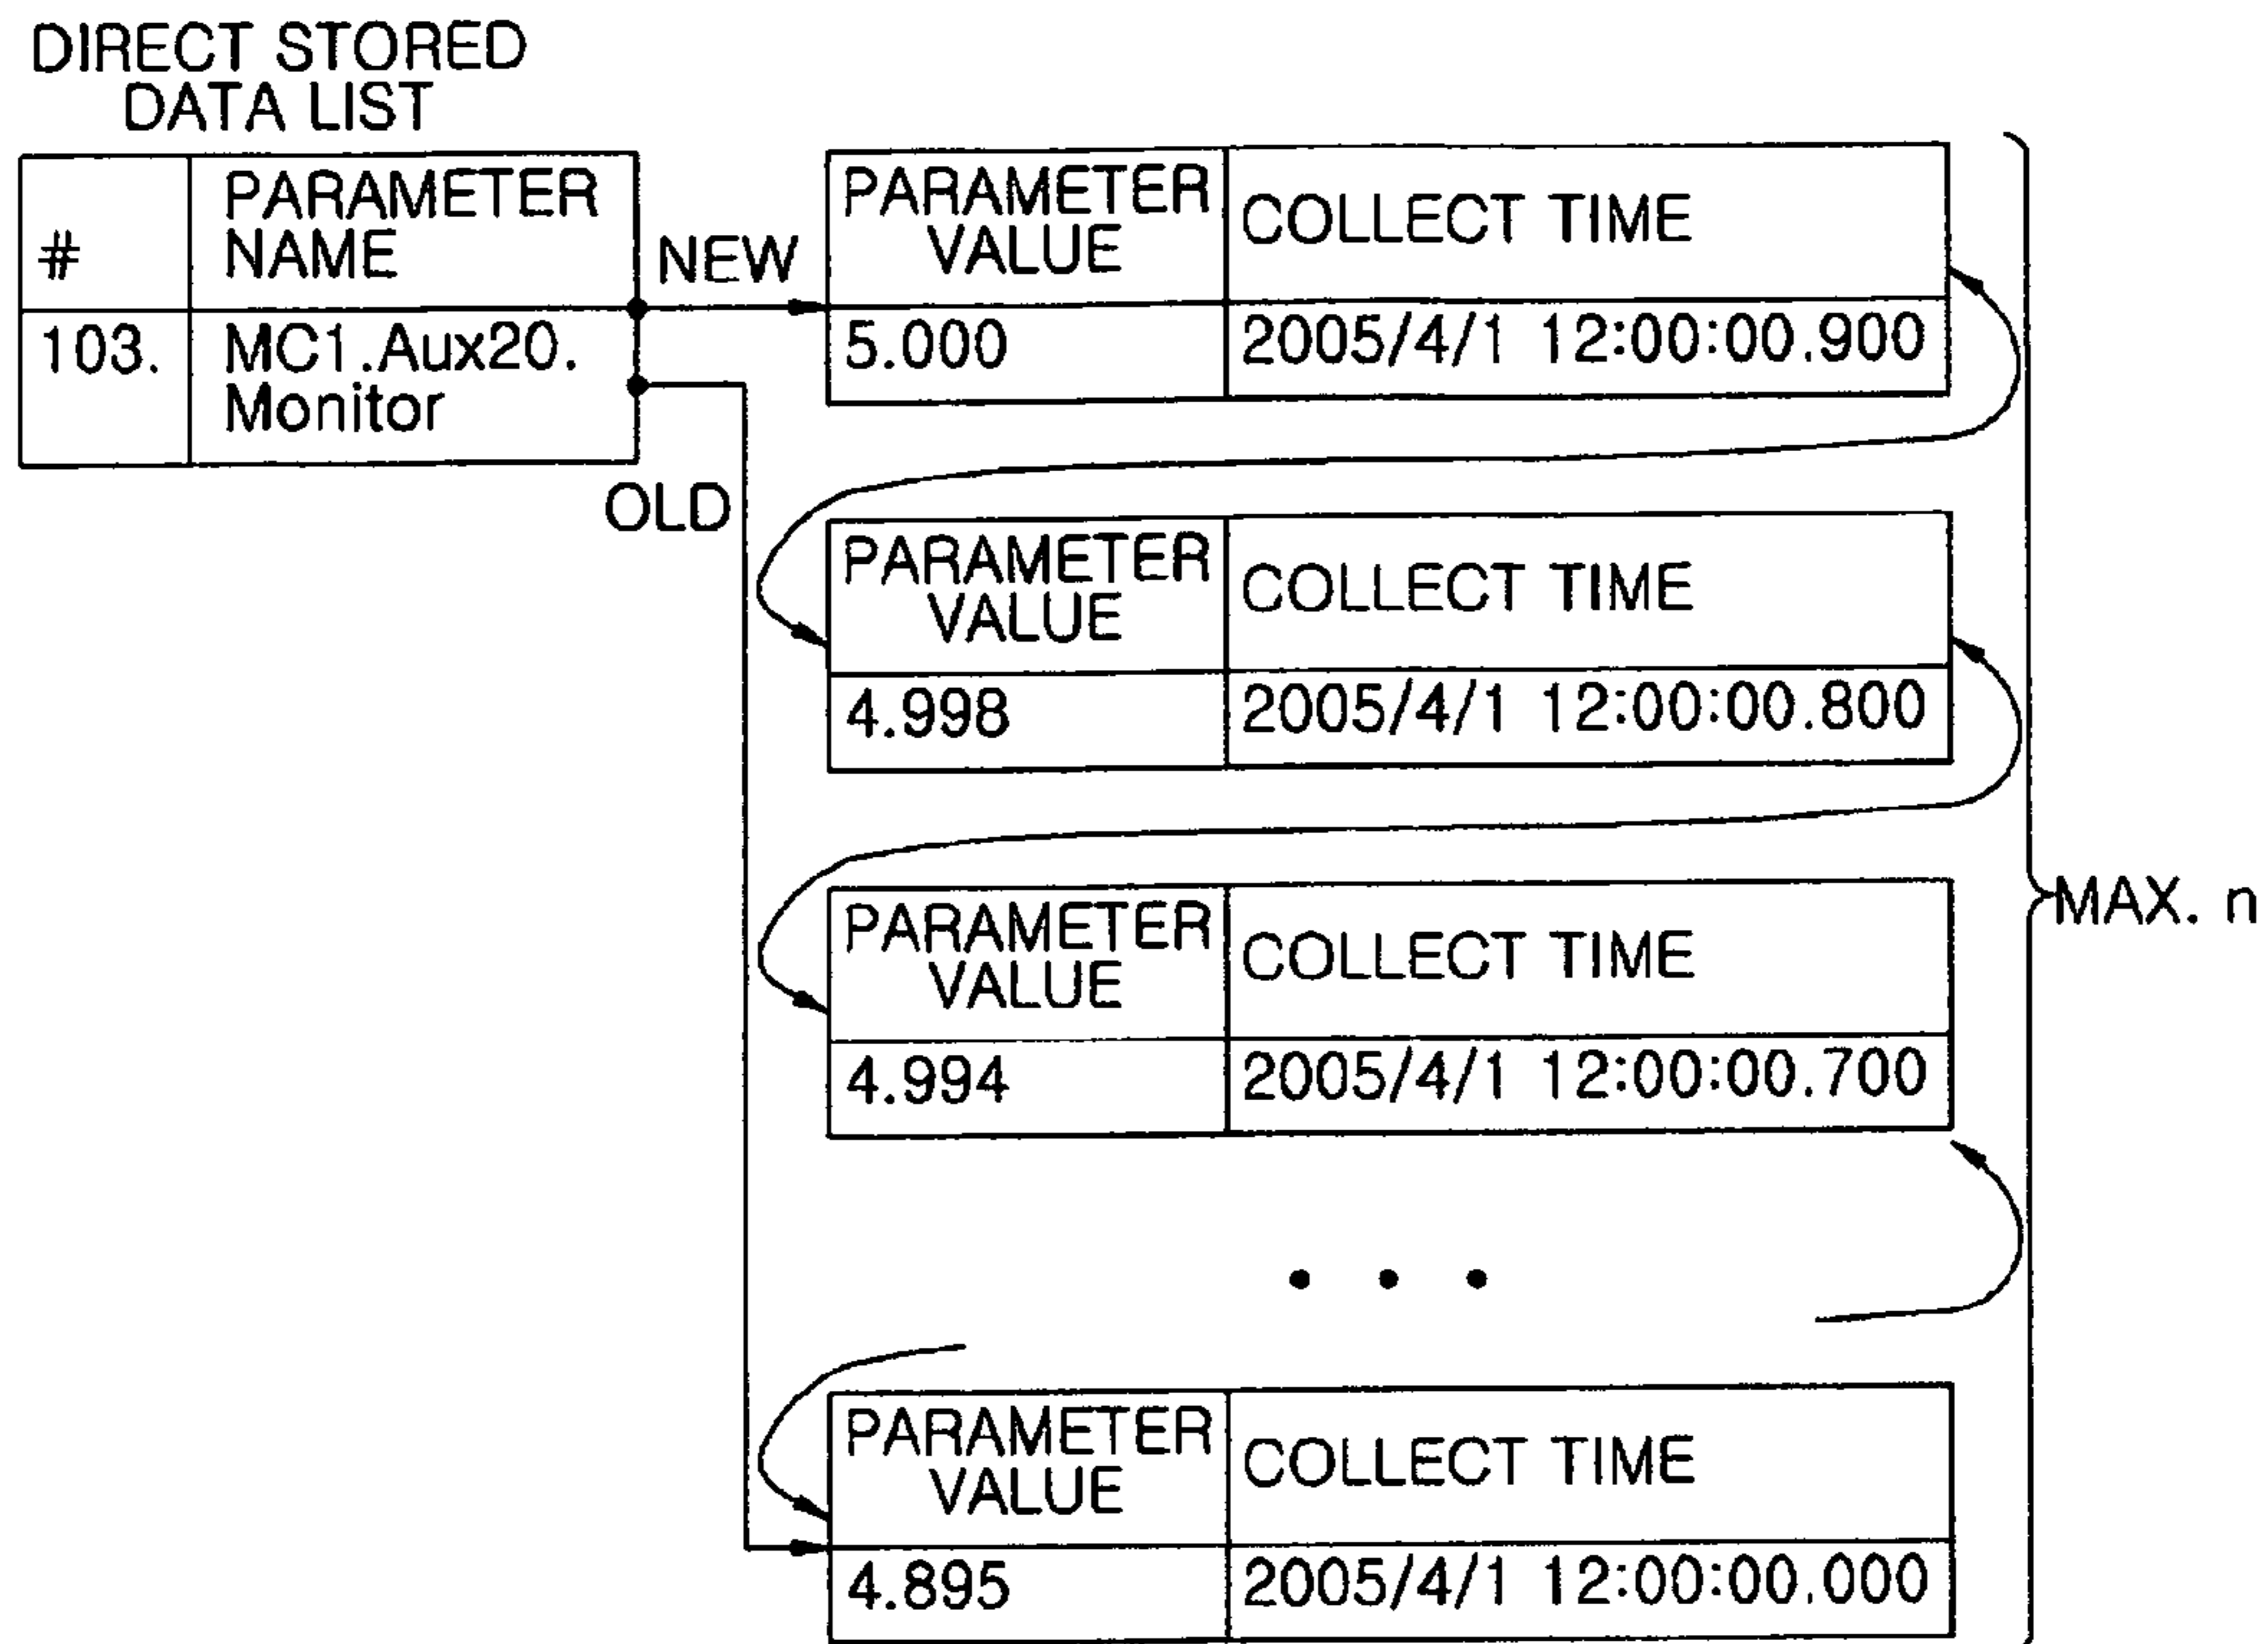 DIRECT STORED
DATA LIST
#
PARAMETER
NAME
103.
MC1.Aux20.
Monitor
NEW
OLD
PARAMETER
VALUE
COLLECT TIME
5.000
2005/4/1 12:00:00.900
PARAMETER
VALUE
COLLECT TIME
4.998
2005/4/1 12:00:00.800
PARAMETER
VALUE
COLLECT TIME
4.994
2005/4/1 12:00:00.700
MAX. n
• • •
PARAMETER
VALUE
COLLECT TIME
4.895
2005/4/1 12:00:00.000